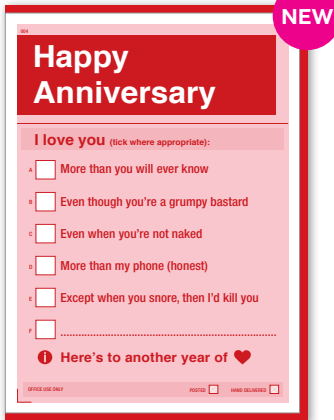 NEW
004
Happy
Anniversary
I love you (tick where appropriate):
A More than you will ever know
B Even though you're a grumpy bastard
C Even when you're not naked
D More than my phone (honest)
E Except when you snore, then I'd kill you
F ........................................................................
Here's to another year of
OFFICE USE ONLY POSTED HAND DELIVERED